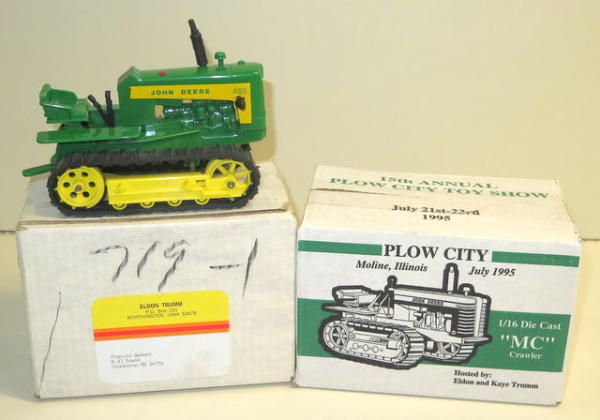 JOHN DEERE 420
719-1
ELDON TRUMM
P.O. Box 151
WORTHINGTON, IOWA 52078
15th ANNUAL
PLOW CITY TOY SHOW
July 21st-22rd
1995
PLOW CITY
Moline, Illinois July 1995
JOHN DEERE
1/16 Die Cast
"MC"
Crawler
Hosted by:
Eldon and Kaye Trumm